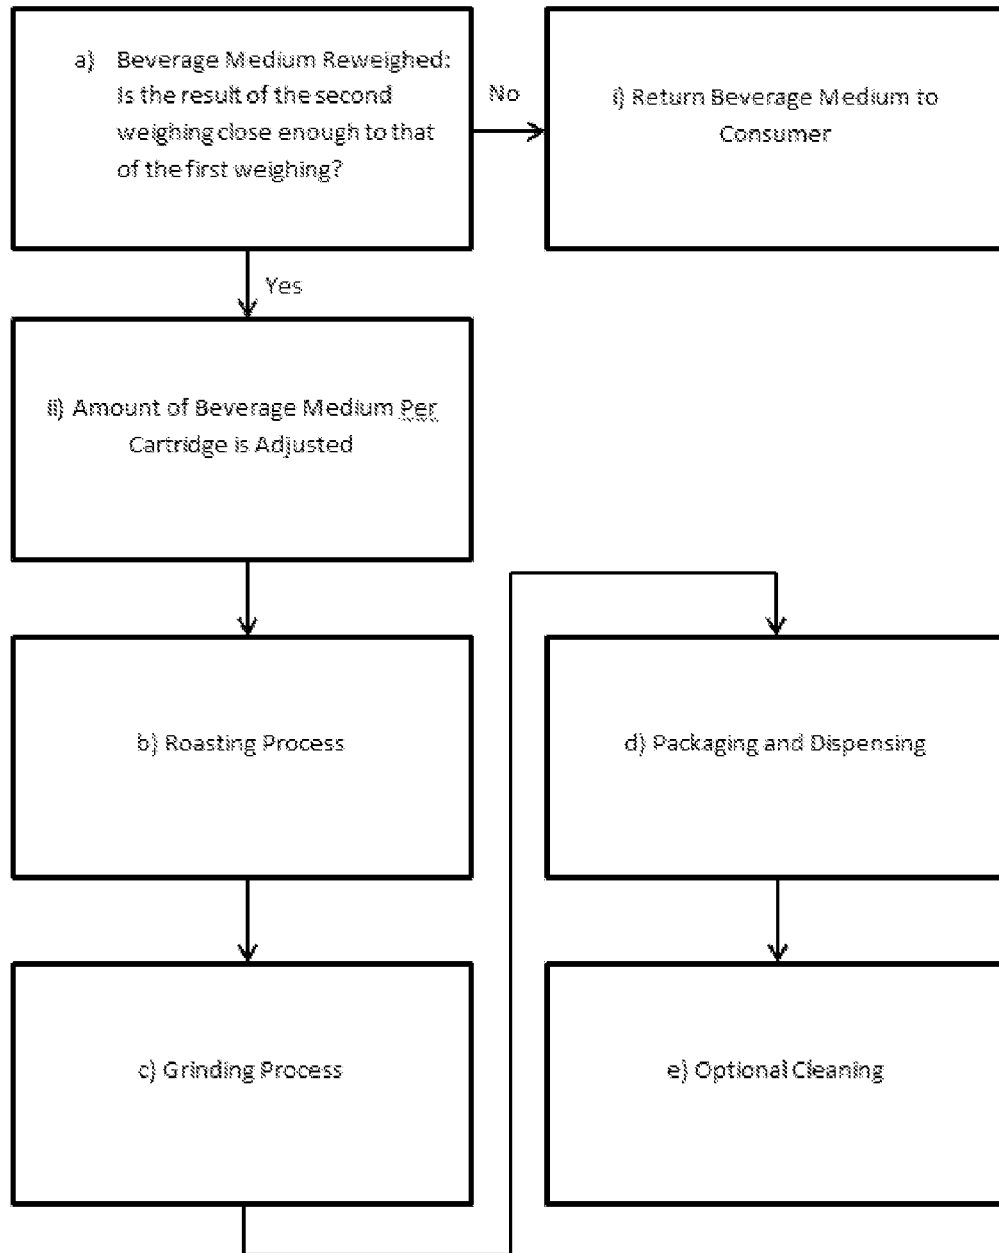 a) Beverage Medium Reweighed:
Is the result of the second
weighing close enough to that
of the first weighing?
No
i) Return Beverage Medium to
Consumer
Yes
ii) Amount of Beverage Medium Per
Cartridge is Adjusted
b) Roasting Process
d) Packaging and Dispensing
c) Grinding Process
e) Optional Cleaning